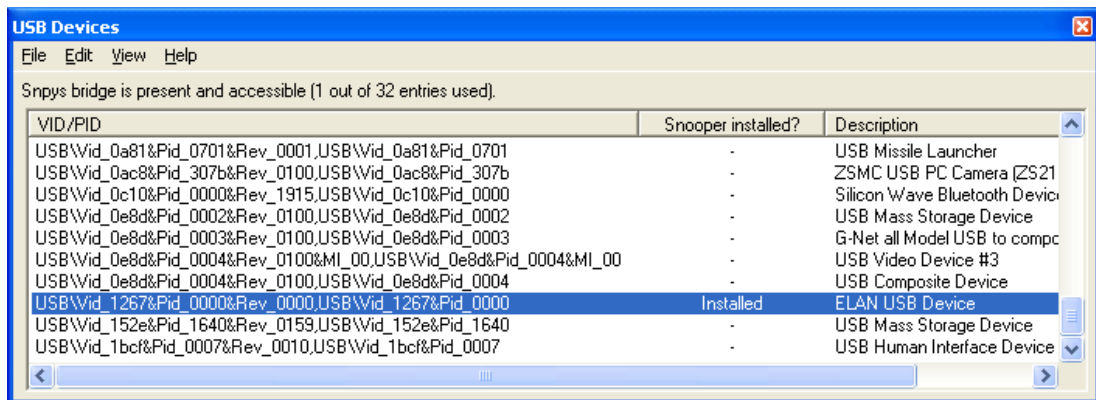 USB Devices
File Edit View Help
Snpys bridge is present and accessible (1 out of 32 entries used).
VID/PID Snooper installed? Description
USB\Vid_0a81&Pid_0701&Rev_0001,USB\Vid_0a81&Pid_0701 - USB Missile Launcher
USB\Vid_0ac8&Pid_307b&Rev_0100,USB\Vid_0ac8&Pid_307b - ZSMC USB PC Camera (ZS21
USB\Vid_0c10&Pid_0000&Rev_1915,USB\Vid_0c10&Pid_0000 - Silicon Wave Bluetooth Devic
USB\Vid_0e8d&Pid_0002&Rev_0100,USB\Vid_0e8d&Pid_0002 - USB Mass Storage Device
USB\Vid_0e8d&Pid_0003&Rev_0100,USB\Vid_0e8d&Pid_0003 - G-Net all Model USB to compo
USB\Vid_0e8d&Pid_0004&Rev_0100&MI_00,USB\Vid_0e8d&Pid_0004&MI_00 - USB Video Device #3
USB\Vid_0e8d&Pid_0004&Rev_0100,USB\Vid_0e8d&Pid_0004 - USB Composite Device
USB\Vid_1267&Pid_0000&Rev_0000,USB\Vid_1267&Pid_0000 Installed ELAN USB Device
USB\Vid_152e&Pid_1640&Rev_0159,USB\Vid_152e&Pid_1640 - USB Mass Storage Device
USB\Vid_1bcf&Pid_0007&Rev_0010,USB\Vid_1bcf&Pid_0007 - USB Human Interface Device